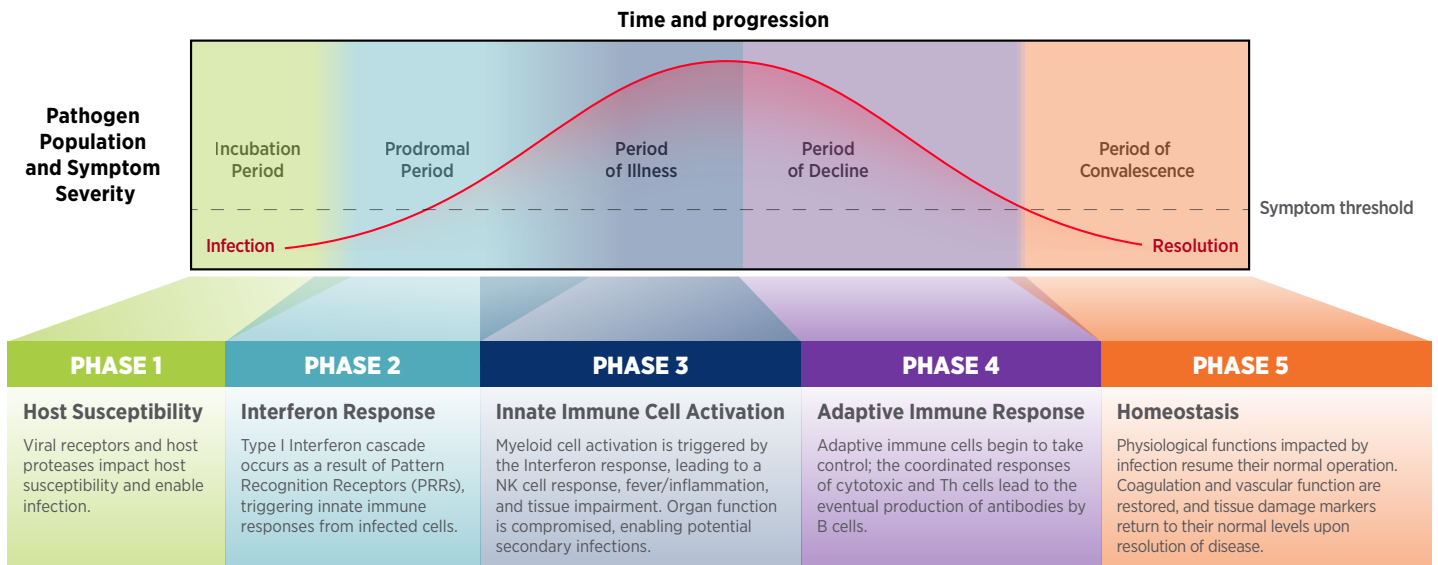 Time and progression
Pathogen
Population
and Symptom
Severity
Incubation
Period
Prodromal
Period
Period
of Illness
Period
of Decline
Period of
Convalescence
Symptom threshold
Infection
Resolution
PHASE 1
Host Susceptibility
Viral receptors and host
proteases impact host
susceptibility and enable
infection.
PHASE 2
Interferon Response
Type I Interferon cascade
occurs as a result of Pattern
Recognition Receptors (PRRs),
triggering innate immune
responses from infected cells.
PHASE 3
Innate Immune Cell Activation
Myeloid cell activation is triggered by
the Interferon response, leading to a
NK cell response, fever/inflammation,
and tissue impairment. Organ function
is compromised, enabling potential
secondary infections.
PHASE 4
Adaptive Immune Response
Adaptive immune cells begin to take
control; the coordinated responses
of cytotoxic and Th cells lead to the
eventual production of antibodies by
B cells.
PHASE 5
Homeostasis
Physiological functions impacted by
infection resume their normal operation.
Coagulation and vascular function are
restored, and tissue damage markers
return to their normal levels upon
resolution of disease.